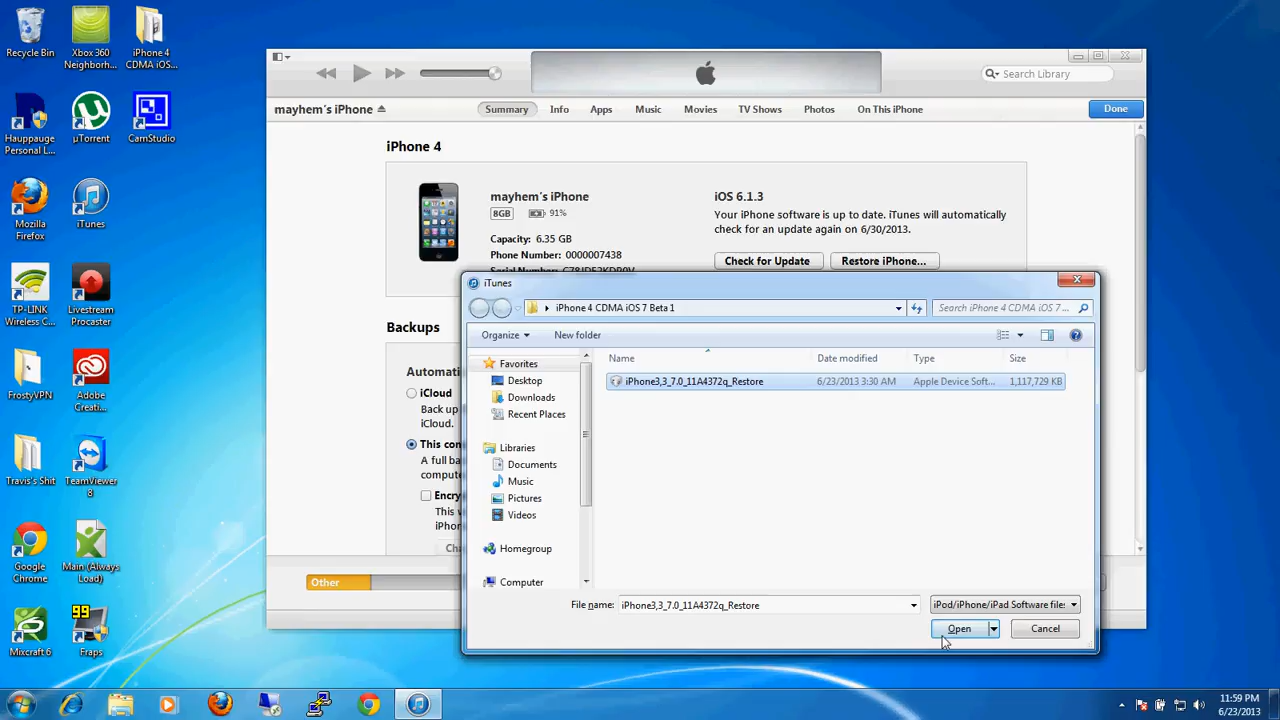 Recycle Bin
Xbox 360
Neighborh...
iPhone 4
CDMA iOS...
Hauppauge
Personal L...
µTorrent
CamStudio
Mozilla
Firefox
iTunes
TP-LINK
Wireless C...
Livestream
Procaster
FrostyVPN
Adobe
Creati...
Travis's Shit
TeamViewer
8
Google
Chrome
Main (Always
Load)
Mixcraft 6
99
Fraps
Search Library
mayhem's iPhone
Summary
Info
Apps
Music
Movies
TV Shows
Photos
On This iPhone
Done
iPhone 4
mayhem's iPhone
8GB
91%
Capacity: 6.35 GB
Phone Number: 0000007438
iOS 6.1.3
Your iPhone software is up to date. iTunes will automatically
check for an update again on 6/30/2013.
Check for Update
Restore iPhone...
Backups
Automati
iCloud
Back up
iCloud.
This con
A full ba
compute
Encry
This v
iPhon
Cha
Other
iTunes
iPhone 4 CDMA iOS 7 Beta 1
Search iPhone 4 CDMA iOS 7 ...
Organize
New folder
Name
Date modified
Type
Size
iPhone3,3_7.0_11A4372q_Restore
6/23/2013 3:30 AM
Apple Device Soft...
1,117,729 KB
Favorites
Desktop
Downloads
Recent Places
Libraries
Documents
Music
Pictures
Videos
Homegroup
Computer
File name:
iPhone3,3_7.0_11A4372q_Restore
iPod/iPhone/iPad Software files
Open
Cancel
11:59 PM
6/23/2013